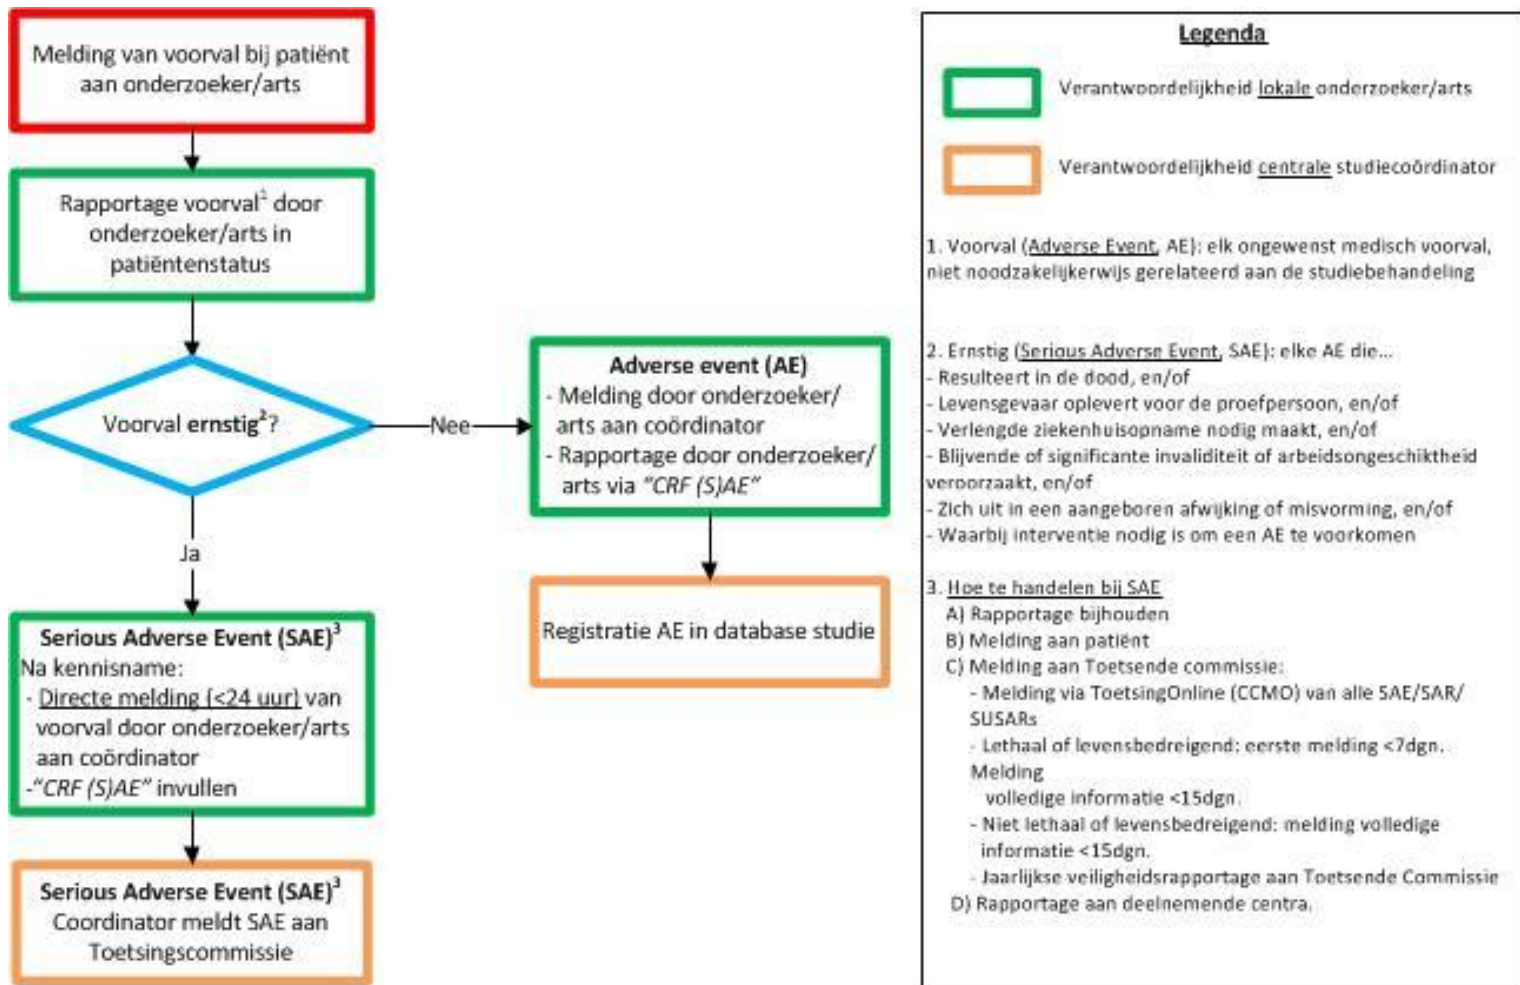 Melding van voorval bij patiënt
aan onderzoeker/arts
Rapportage voorval¹ door
onderzoeker/arts in
patiëntenstatus
Voorval ernstig²?
Nee
Ja
Adverse event (AE)
- Melding door onderzoeker/
arts aan coördinator
- Rapportage door onderzoeker/
arts via "CRF (S)AE"
Registratie AE in database studie
Serious Adverse Event (SAE)³
Na kennisname:
- Directe melding (<24 uur) van
voorval door onderzoeker/arts
aan coördinator
-"CRF (S)AE" invullen
Serious Adverse Event (SAE)³
Coordinator meldt SAE aan
Toetsingscommissie
Legenda
Verantwoordelijkheid lokale onderzoeker/arts
Verantwoordelijkheid centrale studiecoördinator
1. Voorval (Adverse Event, AE): elk ongewenst medisch voorval,
niet noodzakelijkerwijs gerelateerd aan de studiebehandeling
2. Ernstig (Serious Adverse Event, SAE): elke AE die...
- Resulteert in de dood, en/of
- Levensgevaar oplevert voor de proefpersoon, en/of
- Verlengde ziekenhuisopname nodig maakt, en/of
- Blijvende of significante invaliditeit of arbeidsongeschiktheid
veroorzaakt, en/of
- Zich uit in een aangeboren afwijking of misvorming, en/of
- Waarbij interventie nodig is om een AE te voorkomen
3. Hoe te handelen bij SAE
A) Rapportage bijhouden
B) Melding aan patiënt
C) Melding aan Toetsende commissie:
- Melding via ToetsingOnline (CCMO) van alle SAE/SAR/
SUSARs
- Lethaal of levensbedreigend: eerste melding <7dgn.
Melding
volledige informatie <15dgn.
- Niet lethaal of levensbedreigend: melding volledige
informatie <15dgn.
- Jaarlijkse veiligheidsrapportage aan Toetsende Commissie
D) Rapportage aan deelnemende centra.